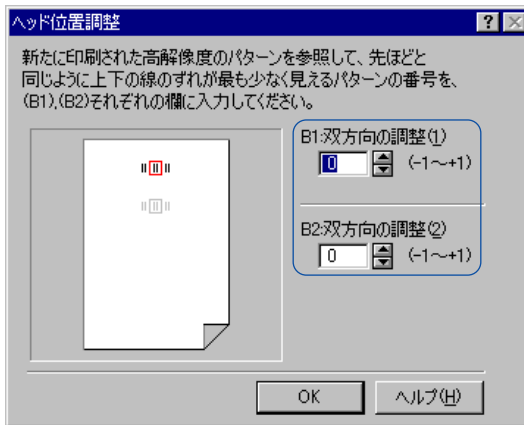 ヘッド位置調整
新たに印刷された高解像度のパターンを参照して、先ほどと
同じように上下の線のずれが最も少なく見えるパターンの番号を、
(B1),(B2)それぞれの欄に入力してください。
B1:双方向の調整(1)
0 (-1～+1)
B2:双方向の調整(2)
0 (-1～+1)
OK ヘルプ(H)